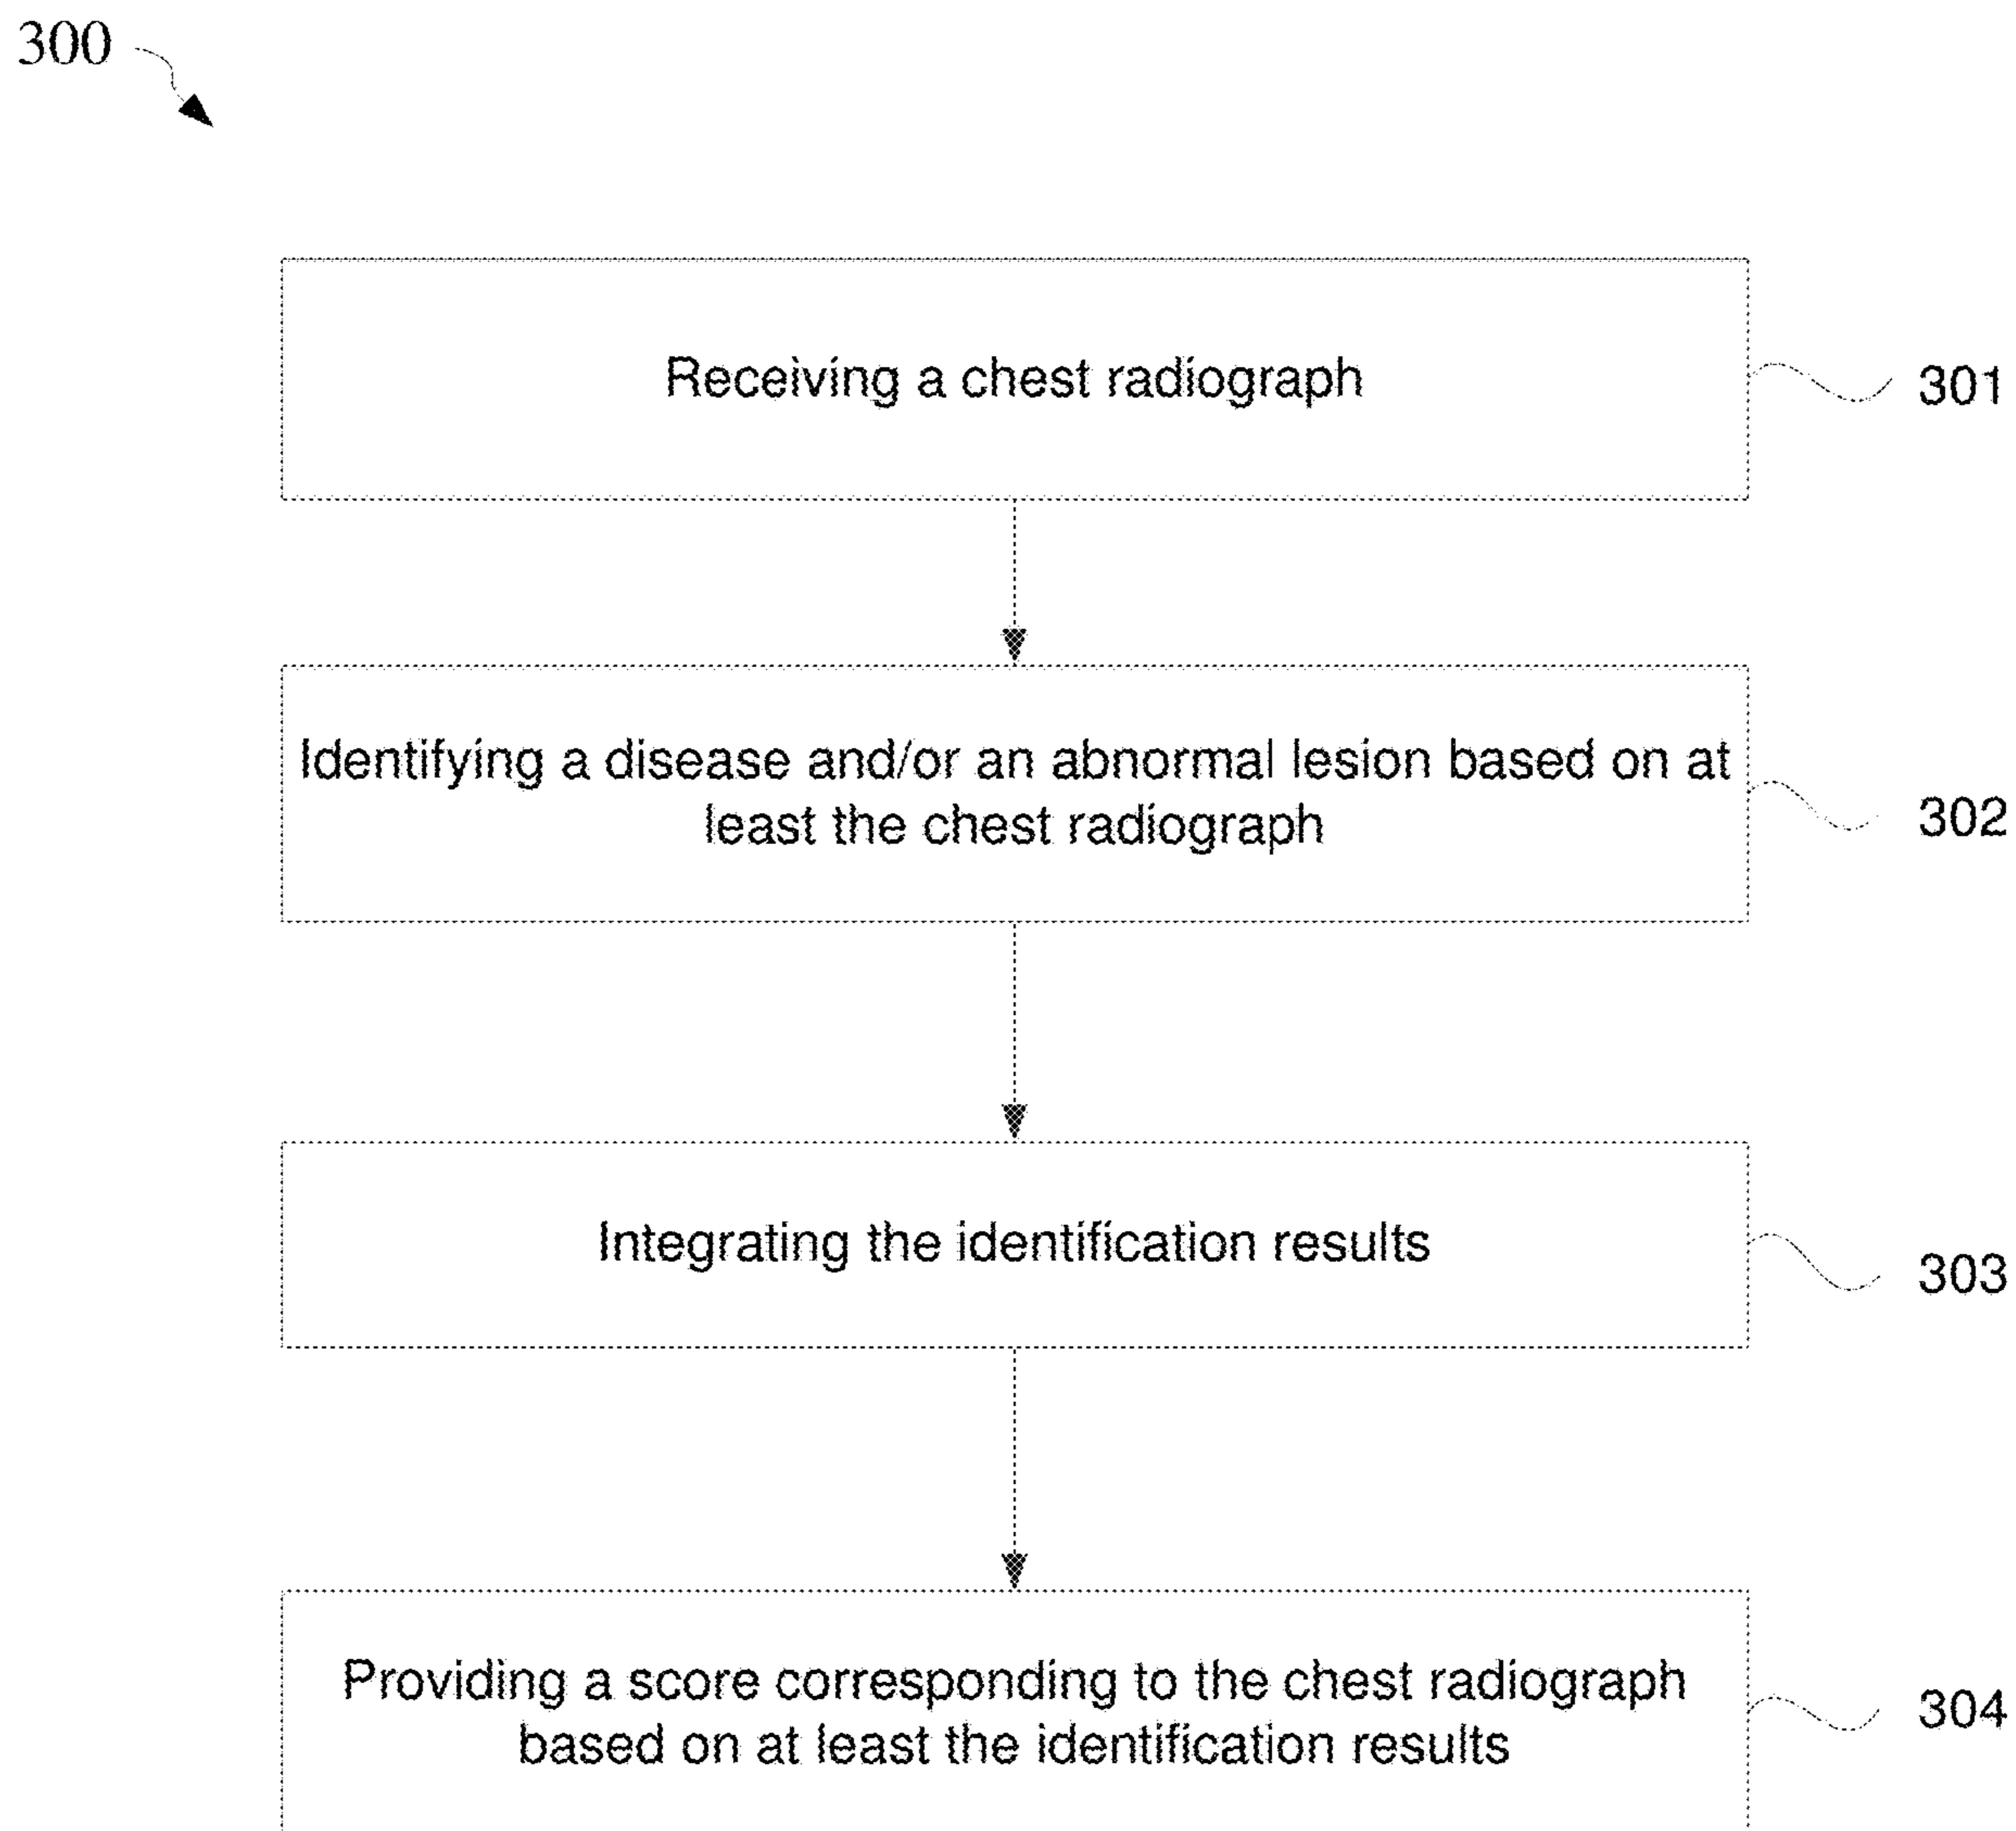 300
Receiving a chest radiograph
301
Identifying a disease and/or an abnormal lesion based on at
least the chest radiograph
302
Integrating the identification results
303
Providing a score corresponding to the chest radiograph
based on at least the identification results
304